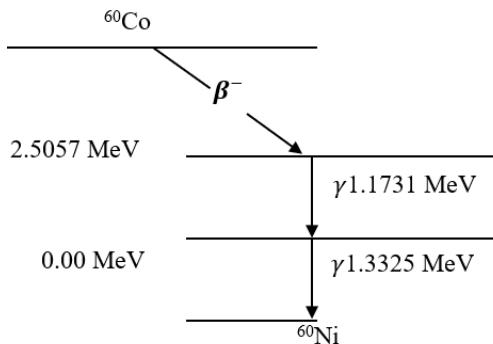 ⁶⁰Co
β⁻
2.5057 MeV
γ1.1731 MeV
0.00 MeV
γ1.3325 MeV
⁶⁰Ni